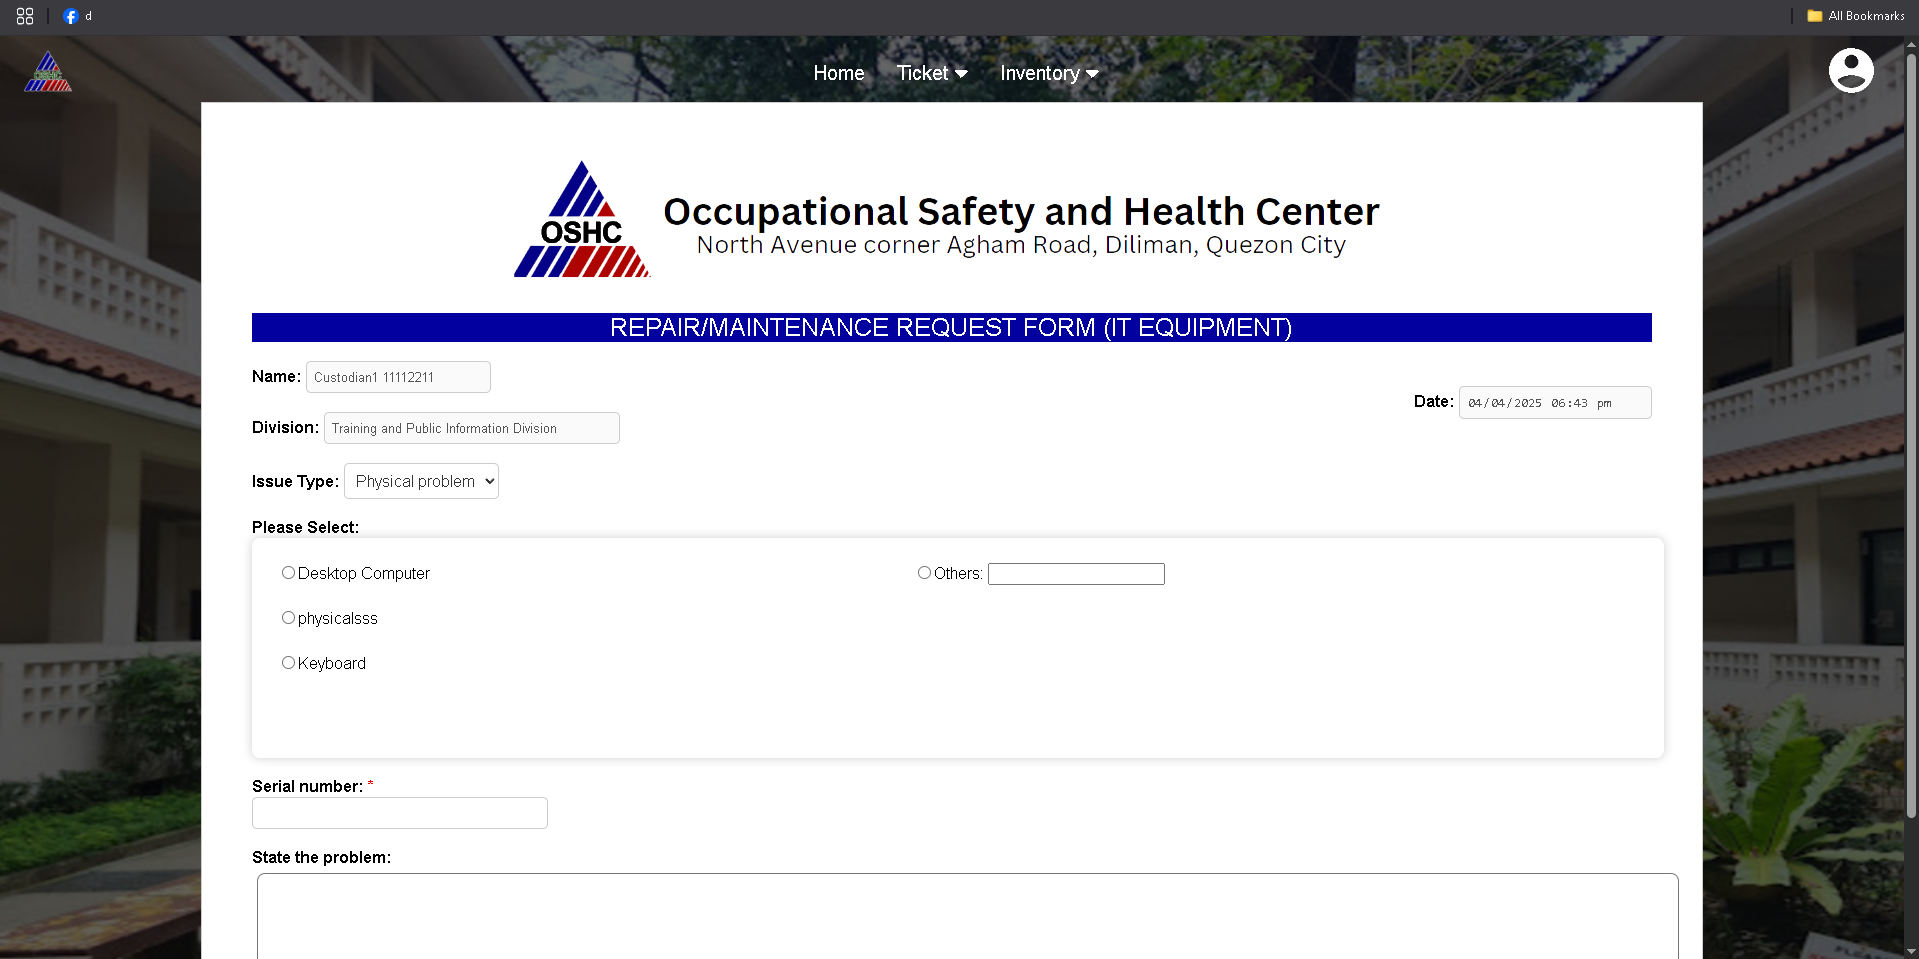 d
All Bookmarks
OSHC
Home
Ticket
Inventory
OSHC
Occupational Safety and Health Center
North Avenue corner Agham Road, Diliman, Quezon City
REPAIR/MAINTENANCE REQUEST FORM (IT EQUIPMENT)
Name: Custodian1 11112211
Date: 04/04/2025 06:43 pm
Division: Training and Public Information Division
Issue Type: Physical problem
Please Select:
Desktop Computer
Others:
physicalsss
Keyboard
Serial number: *
State the problem: